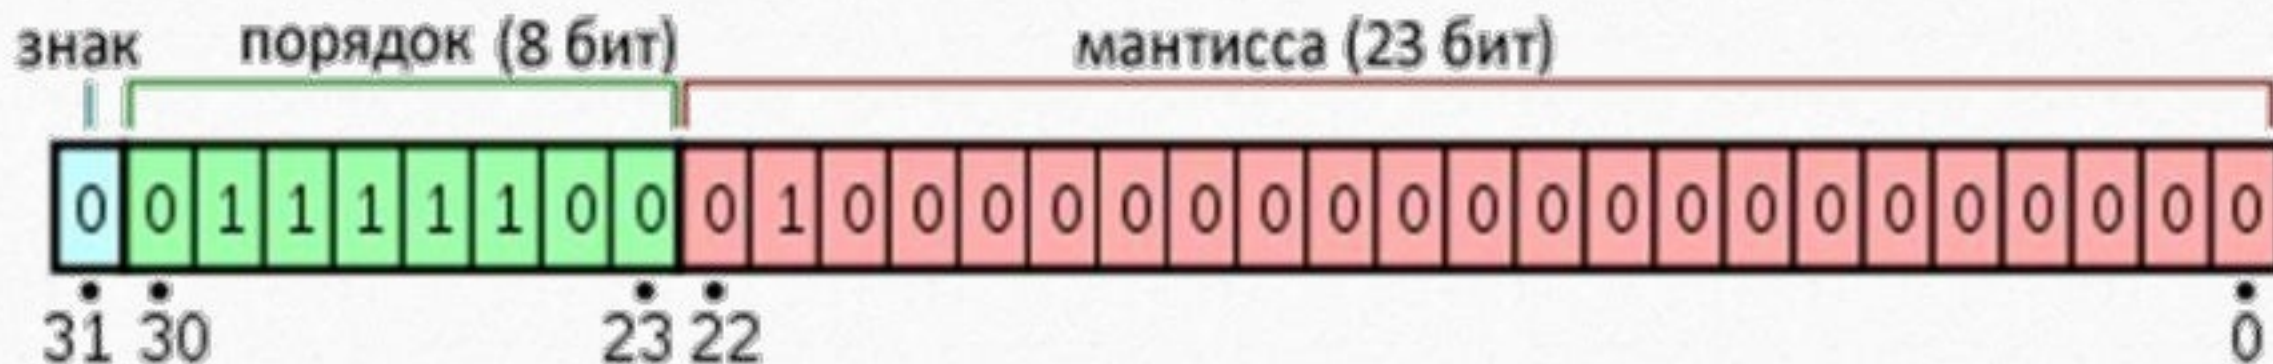 знак порядок (8 бит) мантисса (23 бит)
0 0 1 1 1 1 1 0 0 0 1 0 0 0 0 0 0 0 0 0 0 0 0 0 0 0 0 0 0 0 0 0
31 30 23 22 0